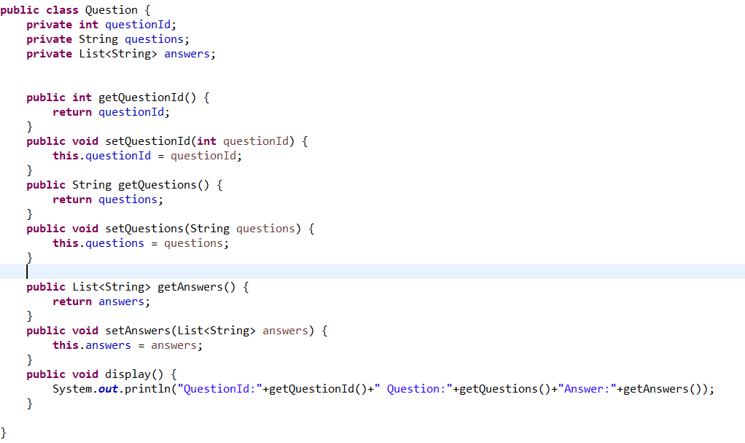 public class Question {
    private int questionId;
    private String questions;
    private List<String> answers;
    public int getQuestionId() {
        return questionId;
    }
    public void setQuestionId(int questionId) {
        this.questionId = questionId;
    }
    public String getQuestions() {
        return questions;
    }
    public void setQuestions(String questions) {
        this.questions = questions;
    }
    public List<String> getAnswers() {
        return answers;
    }
    public void setAnswers(List<String> answers) {
        this.answers = answers;
    }
    public void display() {
        System.out.println("QuestionId:"+getQuestionId()+" Question:"+getQuestions()+"Answer:"+getAnswers());
    }
}